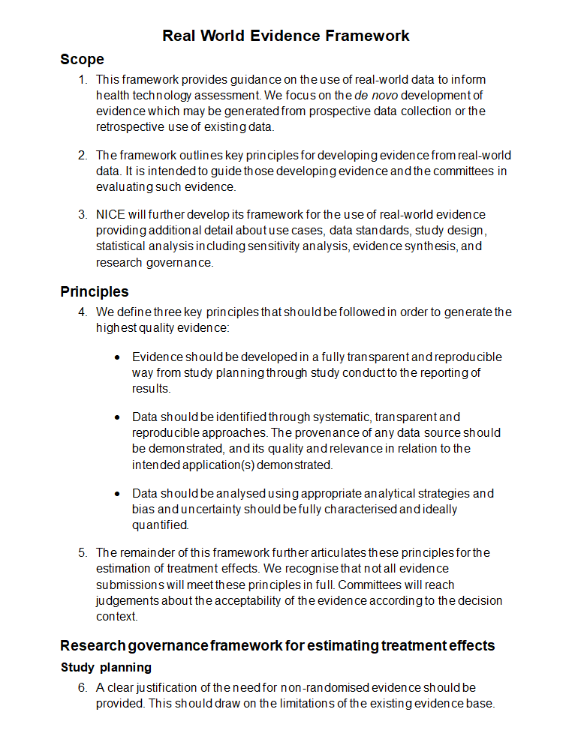 Real World Evidence Framework
Scope
1. This framework provides guidance on the use of real-world data to inform
health technology assessment. We focus on the de novo development of
evidence which may be generated from prospective data collection or the
retrospective use of existing data.
2. The framework outlines key principles for developing evidence from real-world
data. It is intended to guide those developing evidence and the committees in
evaluating such evidence.
3. NICE will further develop its framework for the use of real-world evidence
providing additional detail about use cases, data standards, study design,
statistical analysis including sensitivity analysis, evidence synthesis, and
research governance.
Principles
4. We define three key principles that should be followed in order to generate the
highest quality evidence:
• Evidence should be developed in a fully transparent and reproducible
way from study planning through study conduct to the reporting of
results.
• Data should be identified through systematic, transparent and
reproducible approaches. The provenance of any data source should
be demonstrated, and its quality and relevance in relation to the
intended application(s) demonstrated.
• Data should be analysed using appropriate analytical strategies and
bias and uncertainty should be fully characterised and ideally
quantified.
5. The remainder of this framework further articulates these principles for the
estimation of treatment effects. We recognise that not all evidence
submissions will meet these principles in full. Committees will reach
judgements about the acceptability of the evidence according to the decision
context.
Research governance framework for estimating treatment effects
Study planning
6. A clear justification of the need for non-randomised evidence should be
provided. This should draw on the limitations of the existing evidence base.